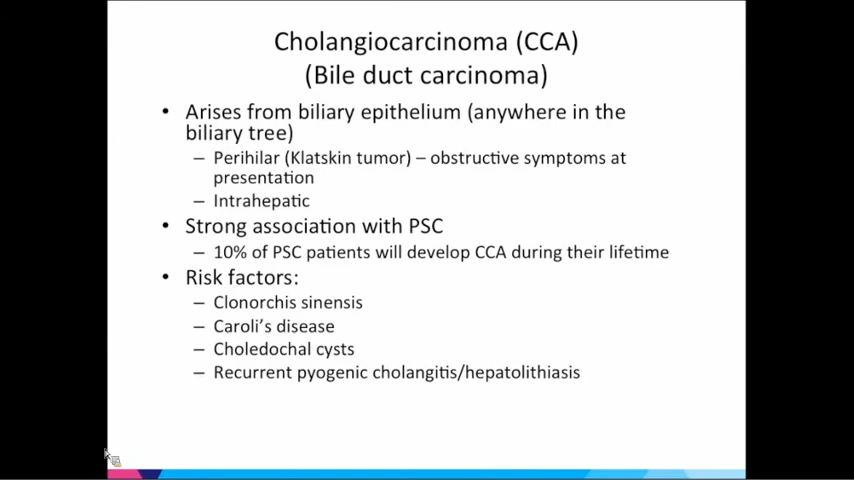 Cholangiocarcinoma (CCA)
(Bile duct carcinoma)
• Arises from biliary epithelium (anywhere in the
biliary tree)
– Perihilar (Klatskin tumor) – obstructive symptoms at
presentation
– Intrahepatic
• Strong association with PSC
– 10% of PSC patients will develop CCA during their lifetime
• Risk factors:
– Clonorchis sinensis
– Caroli's disease
– Choledochal cysts
– Recurrent pyogenic cholangitis/hepatolithiasis